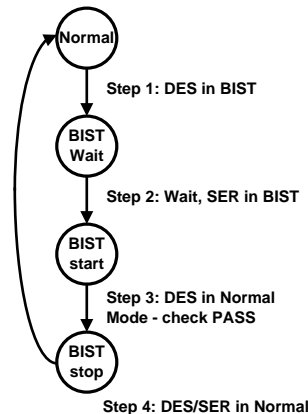 Normal
Step 1: DES in BIST
BIST
Wait
Step 2: Wait, SER in BIST
BIST
start
Step 3: DES in Normal
Mode - check PASS
BIST
stop
Step 4: DES/SER in Normal